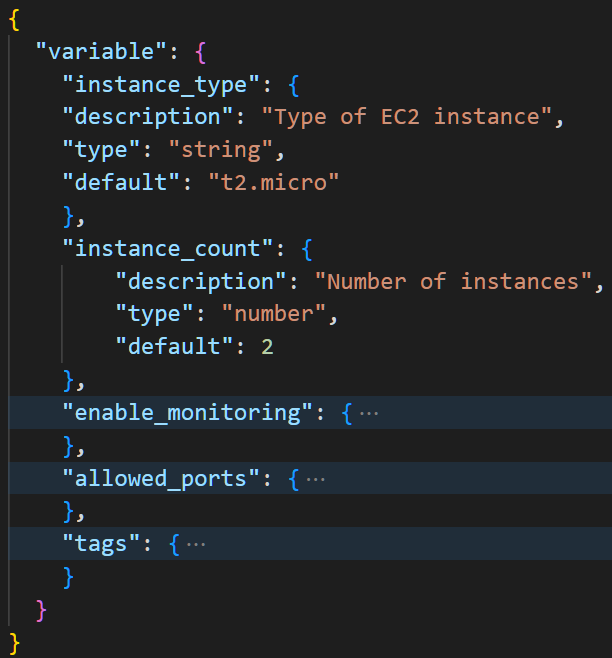 {
  "variable": {
    "instance_type": {
    "description": "Type of EC2 instance",
    "type": "string",
    "default": "t2.micro"
    },
    "instance_count": {
        "description": "Number of instances",
        "type": "number",
        "default": 2
    },
    "enable_monitoring": {···
    },
    "allowed_ports": {···
    },
    "tags": {···
    }
  }
}